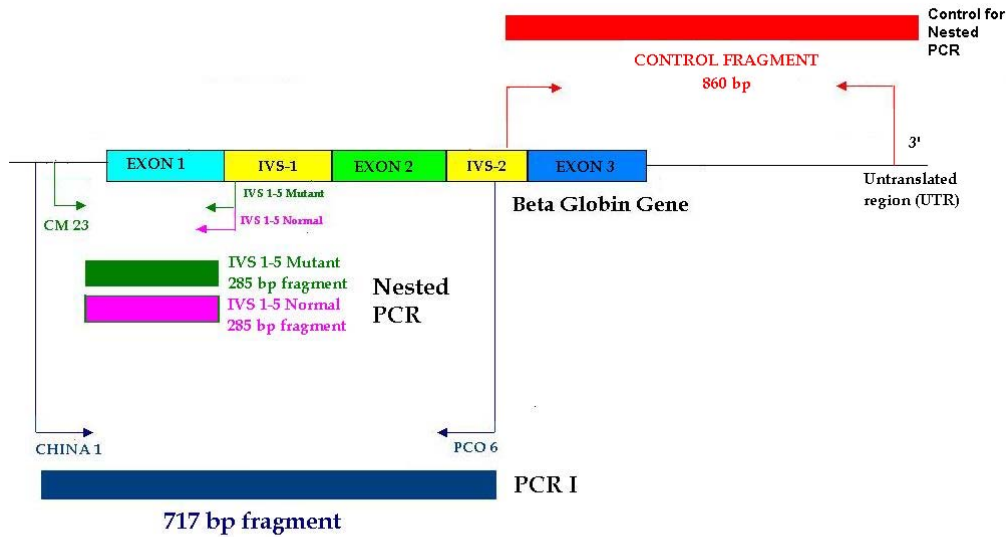 Control for
Nested
PCR
CONTROL FRAGMENT
860 bp
3'
EXON 1
IVS-1
EXON 2
IVS-2
EXON 3
IVS 1-5 Mutant
CM 23
IVS 1-5 Normal
Beta Globin Gene
Untranslated
region (UTR)
IVS 1-5 Mutant
285 bp fragment
IVS 1-5 Normal
285 bp fragment
Nested
PCR
CHINA 1
PCO 6
PCR I
717 bp fragment